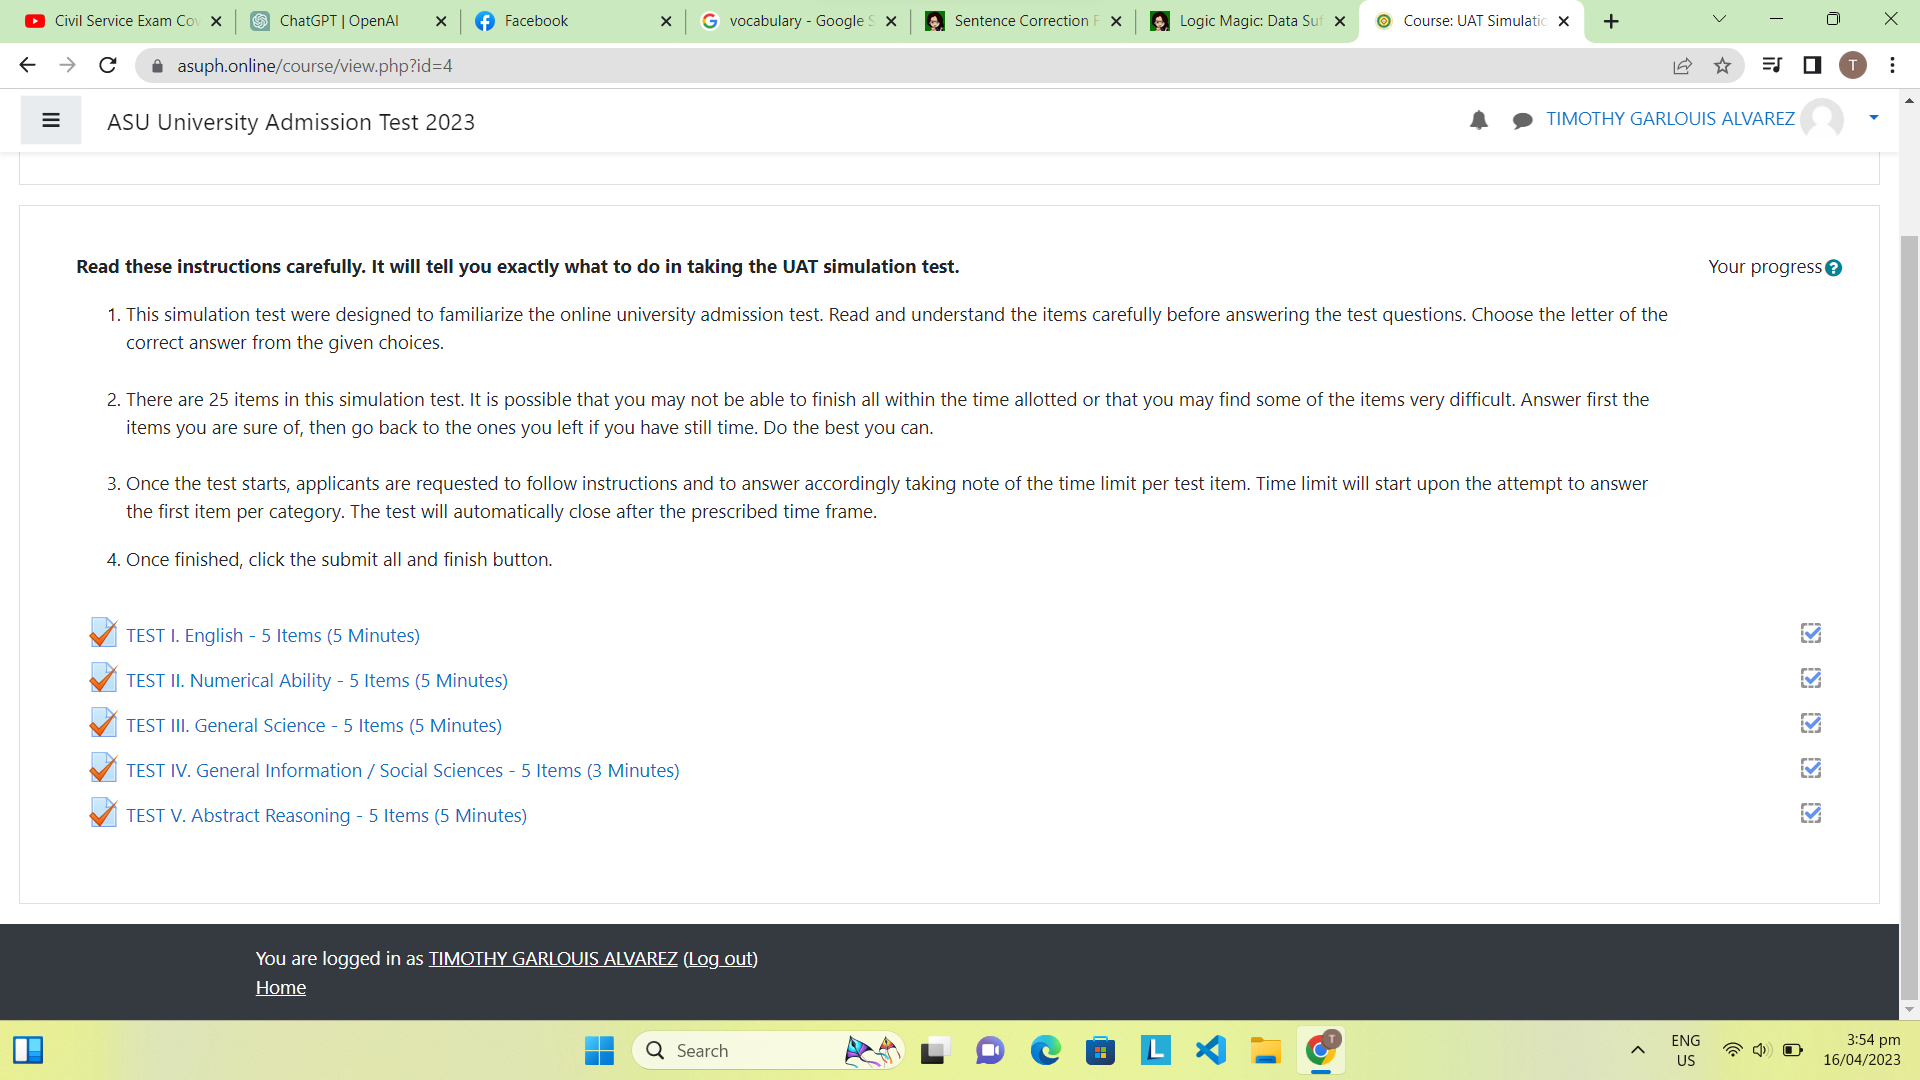 Civil Service Exam Cov
ChatGPT | OpenAI
Facebook
vocabulary - Google S
Sentence Correction F
Logic Magic: Data Suf
Course: UAT Simulatio
asuph.online/course/view.php?id=4
T
ASU University Admission Test 2023
TIMOTHY GARLOUIS ALVAREZ
Read these instructions carefully. It will tell you exactly what to do in taking the UAT simulation test.
Your progress
1. This simulation test were designed to familiarize the online university admission test. Read and understand the items carefully before answering the test questions. Choose the letter of the
correct answer from the given choices.
2. There are 25 items in this simulation test. It is possible that you may not be able to finish all within the time allotted or that you may find some of the items very difficult. Answer first the
items you are sure of, then go back to the ones you left if you have still time. Do the best you can.
3. Once the test starts, applicants are requested to follow instructions and to answer accordingly taking note of the time limit per test item. Time limit will start upon the attempt to answer
the first item per category. The test will automatically close after the prescribed time frame.
4. Once finished, click the submit all and finish button.
TEST I. English - 5 Items (5 Minutes)
TEST II. Numerical Ability - 5 Items (5 Minutes)
TEST III. General Science - 5 Items (5 Minutes)
TEST IV. General Information / Social Sciences - 5 Items (3 Minutes)
TEST V. Abstract Reasoning - 5 Items (5 Minutes)
You are logged in as TIMOTHY GARLOUIS ALVAREZ (Log out)
Home
Search
L
T
ENG
US
3:54 pm
16/04/2023